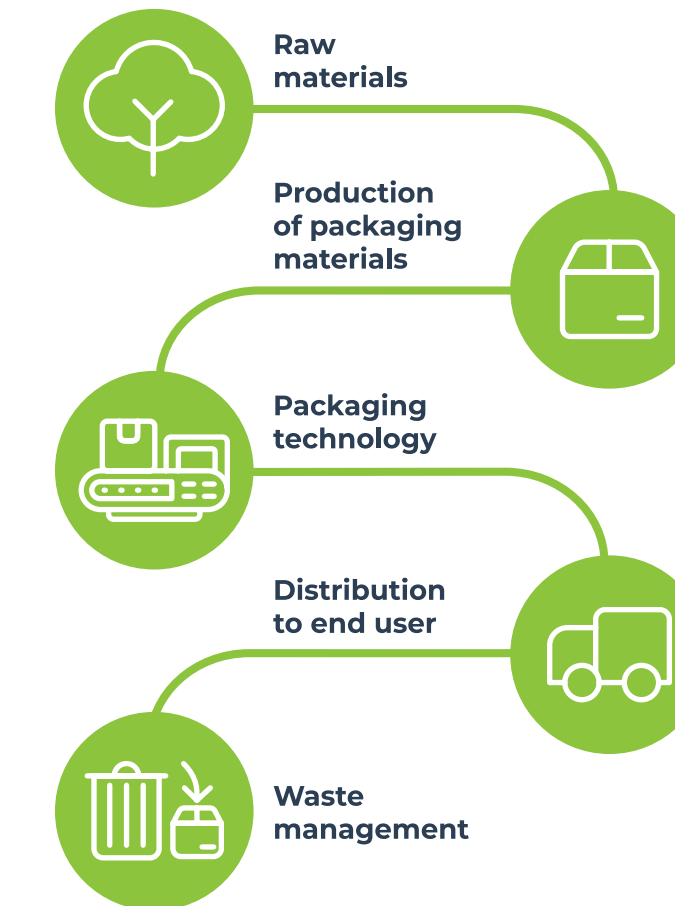 Raw
materials
Production
of packaging
materials
Packaging
technology
Distribution
to end user
Waste
management